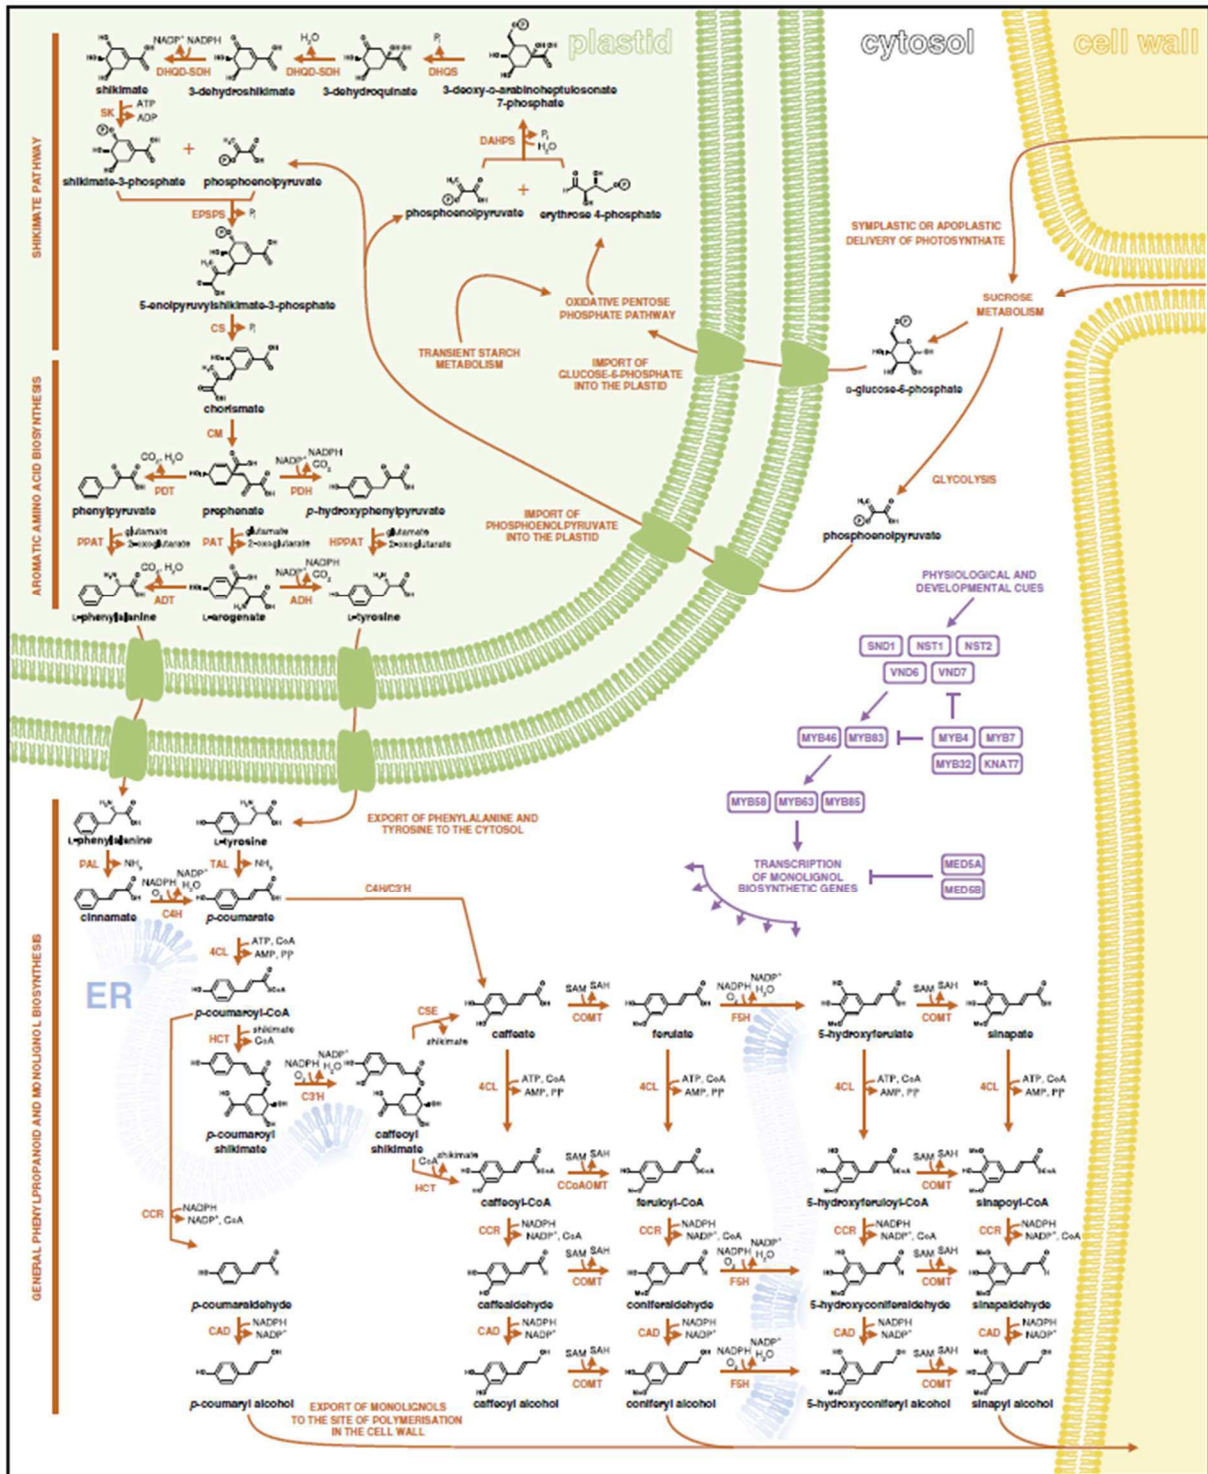 plastid
cytosol
cell wall
SHIKIMATE PATHWAY
NADP⁺ NADPH
H₂O
Pᵢ
DHQD-SDH
DHQD-SDH
DHQS
shikimate
3-dehydroshikimate
3-dehydroquinate
3-deoxy-D-arabinoheptulosonate
7-phosphate
SK
ATP
ADP
DAHPS
Pᵢ
H₂O
+
shikimate-3-phosphate
phosphoenolpyruvate
phosphoenolpyruvate
+
erythrose 4-phosphate
EPSPS
Pᵢ
SYMPLASTIC OR APOPLASTIC
DELIVERY OF PHOTOSYNTHATE
5-enolpyruvylshikimate-3-phosphate
OXIDATIVE PENTOSE
PHOSPHATE PATHWAY
SUCROSE
METABOLISM
CS
Pᵢ
TRANSIENT STARCH
METABOLISM
IMPORT OF
GLUCOSE-6-PHOSPHATE
INTO THE PLASTID
D-glucose-6-phosphate
AROMATIC AMINO ACID BIOSYNTHESIS
chorismate
CM
CO₂, H₂O
NADP⁺
NADPH
CO₂
PDT
PDH
GLYCOLYSIS
phenylpyruvate
prephenate
p-hydroxyphenylpyruvate
IMPORT OF
PHOSPHOENOLPYRUVATE
INTO THE PLASTID
phosphoenolpyruvate
PPAT
glutamate
2-oxoglutarate
PAT
glutamate
2-oxoglutarate
HPPAT
glutamate
2-oxoglutarate
CO₂, H₂O
NADP⁺
NADPH
CO₂
ADT
ADH
L-phenylalanine
L-arogenate
L-tyrosine
PHYSIOLOGICAL AND
DEVELOPMENTAL CUES
SND1
NST1
NST2
VND6
VND7
MYB46
MYB83
MYB4
MYB7
MYB32
KNAT7
MYB58
MYB63
MYB85
TRANSCRIPTION
OF MONOLIGNOL
BIOSYNTHETIC GENES
MED5A
MED5B
GENERAL PHENYLPROPANOID AND MONOLIGNOL BIOSYNTHESIS
EXPORT OF PHENYLALANINE AND
TYROSINE TO THE CYTOSOL
L-phenylalanine
L-tyrosine
PAL
NH₃
TAL
NH₃
NADPH
O₂
NADP⁺
H₂O
C4H
C4H/C3'H
cinnamate
p-coumarate
4CL
ATP, CoA
AMP, PPi
ER
p-coumaroyl-CoA
HCT
shikimate
CoA
NADPH
O₂
NADP⁺
H₂O
C3'H
p-coumaroyl
shikimate
caffeoyl
shikimate
CSE
shikimate
CoA
shikimate
HCT
SAM SAH
COMT
NADPH
O₂
NADP⁺
H₂O
F5H
SAM SAH
COMT
caffeate
ferulate
5-hydroxyferulate
sinapate
4CL
ATP, CoA
AMP, PPi
4CL
ATP, CoA
AMP, PPi
4CL
ATP, CoA
AMP, PPi
4CL
ATP, CoA
AMP, PPi
SAM SAH
CCoAOMT
SAM SAH
COMT
caffeoyl-CoA
feruloyl-CoA
5-hydroxyferuloyl-CoA
sinapoyl-CoA
CCR
NADPH
NADP⁺, CoA
CCR
NADPH
NADP⁺, CoA
CCR
NADPH
NADP⁺, CoA
CCR
NADPH
NADP⁺, CoA
CCR
NADPH
NADP⁺, CoA
SAM SAH
COMT
NADPH
O₂
NADP⁺
H₂O
F5H
SAM SAH
COMT
p-coumaraldehyde
caffealdehyde
coniferaldehyde
5-hydroxyconiferaldehyde
sinapaldehyde
CAD
NADPH
NADP⁺
CAD
NADPH
NADP⁺
CAD
NADPH
NADP⁺
CAD
NADPH
NADP⁺
CAD
NADPH
NADP⁺
SAM SAH
COMT
NADPH
O₂
NADP⁺
H₂O
F5H
SAM SAH
COMT
p-coumaryl alcohol
caffeoyl alcohol
coniferyl alcohol
5-hydroxyconiferyl alcohol
sinapyl alcohol
EXPORT OF MONOLIGNOLS
TO THE SITE OF POLYMERISATION
IN THE CELL WALL